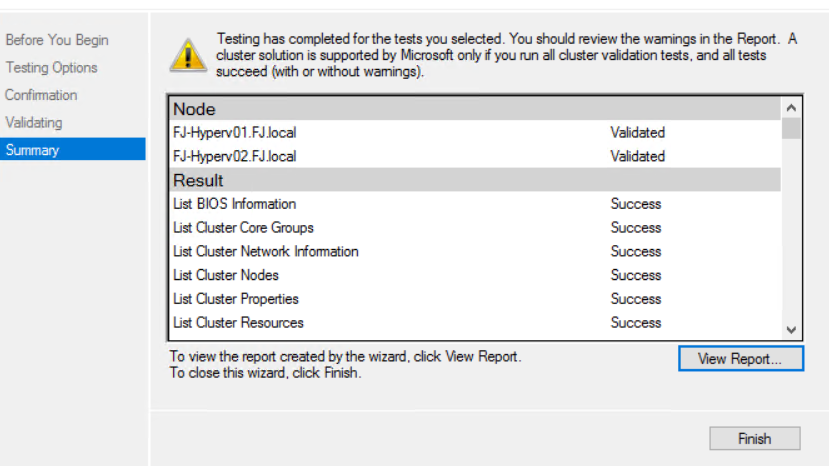 Before You Begin
Testing Options
Confirmation
Validating
Summary
Testing has completed for the tests you selected. You should review the warnings in the Report. A
cluster solution is supported by Microsoft only if you run all cluster validation tests, and all tests
succeed (with or without warnings).
Node
FJ-Hyperv01.FJ.local Validated
FJ-Hyperv02.FJ.local Validated
Result
List BIOS Information Success
List Cluster Core Groups Success
List Cluster Network Information Success
List Cluster Nodes Success
List Cluster Properties Success
List Cluster Resources Success
To view the report created by the wizard, click View Report.
To close this wizard, click Finish.
View Report...
Finish